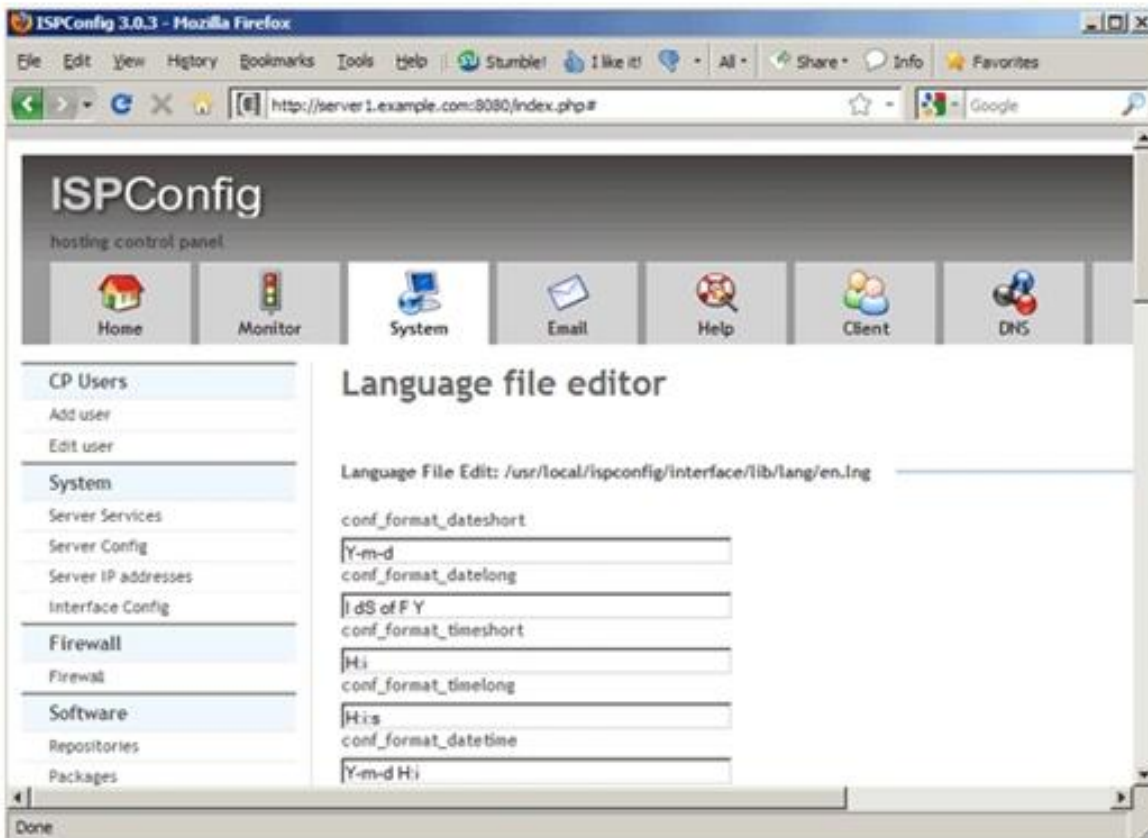 ISPConfig 3.0.3 - Mozilla Firefox
File Edit View History Bookmarks Tools Help Stumble! I like it! All Share Info Favorites
http://server1.example.com:8080/index.php# Google
ISPConfig
hosting control panel
Home Monitor System Email Help Client DNS
CP Users
Add user
Edit user
System
Server Services
Server Config
Server IP addresses
Interface Config
Firewall
Firewall
Software
Repositories
Packages
Language file editor
Language File Edit: /usr/local/ispconfig/interface/lib/lang/en.lng
conf_format_dateshort
Y-m-d
conf_format_datelong
l dS of F Y
conf_format_timeshort
H:i
conf_format_timelong
H:i:s
conf_format_datetime
Y-m-d H:i
Done